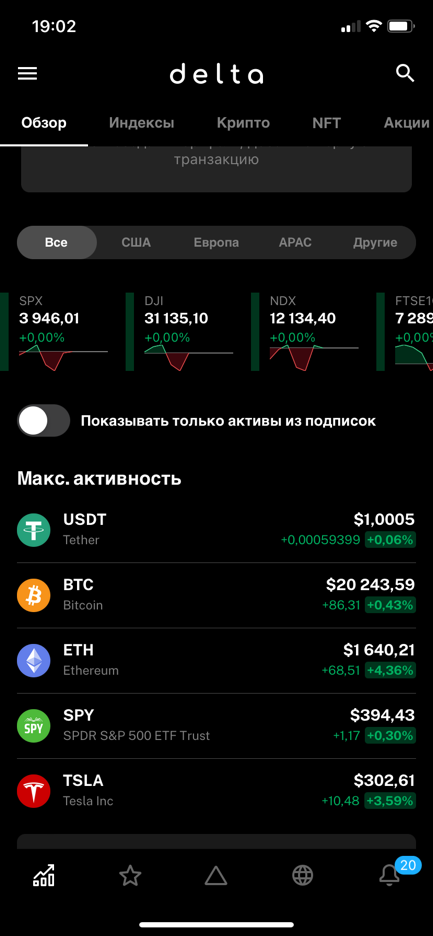 19:02
delta
Обзор Индексы Крипто NFT Акции
транзакцию
Все США Европа APAC Другие
SPX DJI NDX FTSE1
3 946,01 31 135,10 12 134,40 7 289
+0,00% +0,00% +0,00% +0,00%
Показывать только активы из подписок
Макс. активность
USDT $1,0005
Tether +0,00059399 +0,06%
BTC $20 243,59
Bitcoin +86,31 +0,43%
ETH $1 640,21
Ethereum +68,51 +4,36%
SPY SPY $394,43
SPDR S&P 500 ETF Trust +1,17 +0,30%
TSLA $302,61
Tesla Inc +10,48 +3,59%
20